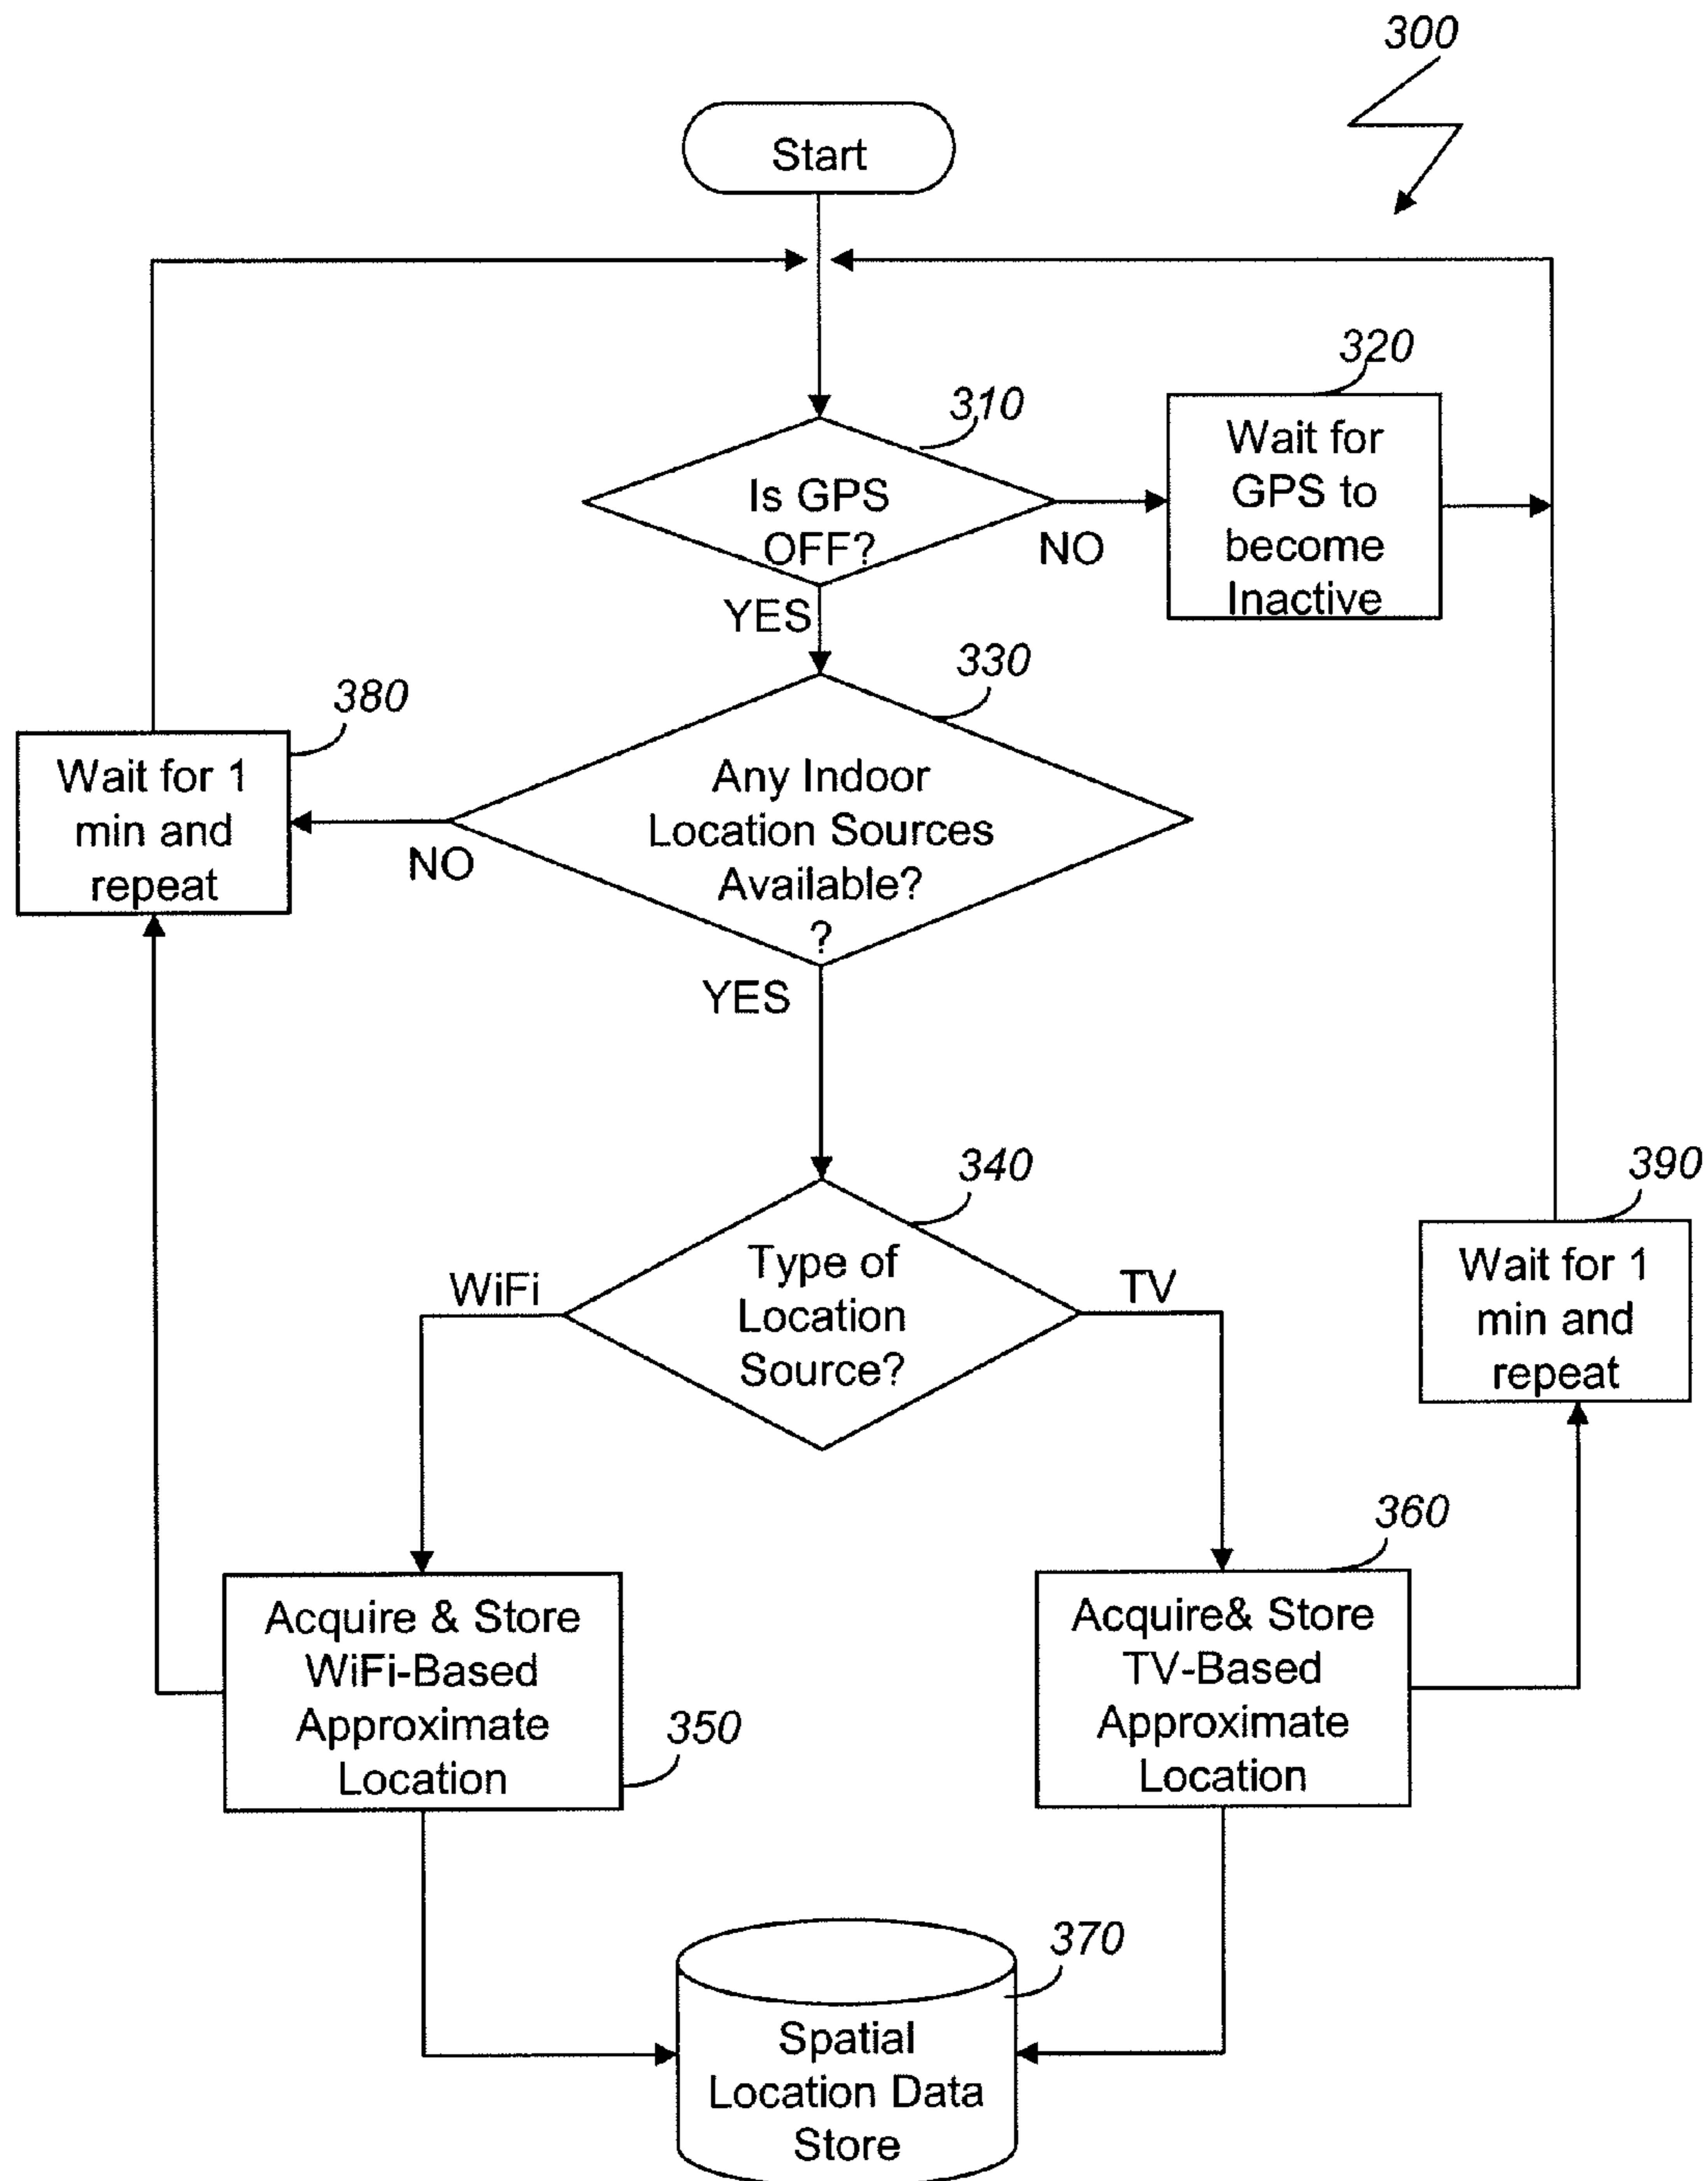 300
Start
310
Is GPS
OFF?
NO
YES
320
Wait for
GPS to
become
Inactive
330
Any Indoor
Location Sources
Available?
?
NO
YES
380
Wait for 1
min and
repeat
340
Type of
Location
Source?
WiFi
TV
390
Wait for 1
min and
repeat
Acquire & Store
WiFi-Based
Approximate
Location
350
360
Acquire& Store
TV-Based
Approximate
Location
370
Spatial
Location Data
Store